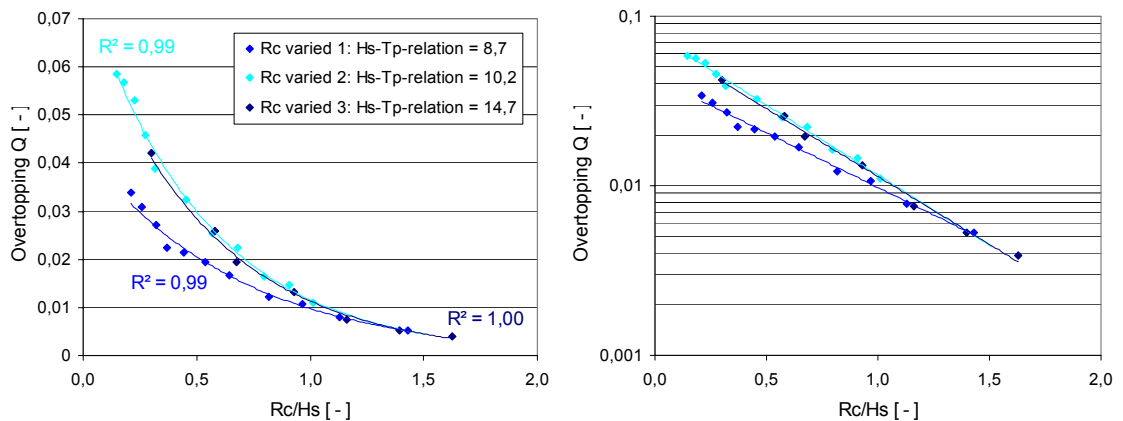 0,07
0,06
0,05
0,04
0,03
0,02
0,01
0
Overtopping Q [ - ]
R² = 0,99
Rc varied 1: Hs-Tp-relation = 8,7
Rc varied 2: Hs-Tp-relation = 10,2
Rc varied 3: Hs-Tp-relation = 14,7
R² = 0,99
R² = 1,00
0,0 0,5 1,0 1,5 2,0
Rc/Hs [ - ]
0,1
0,01
0,001
Overtopping Q [ - ]
0,0 0,5 1,0 1,5 2,0
Rc/Hs [ - ]